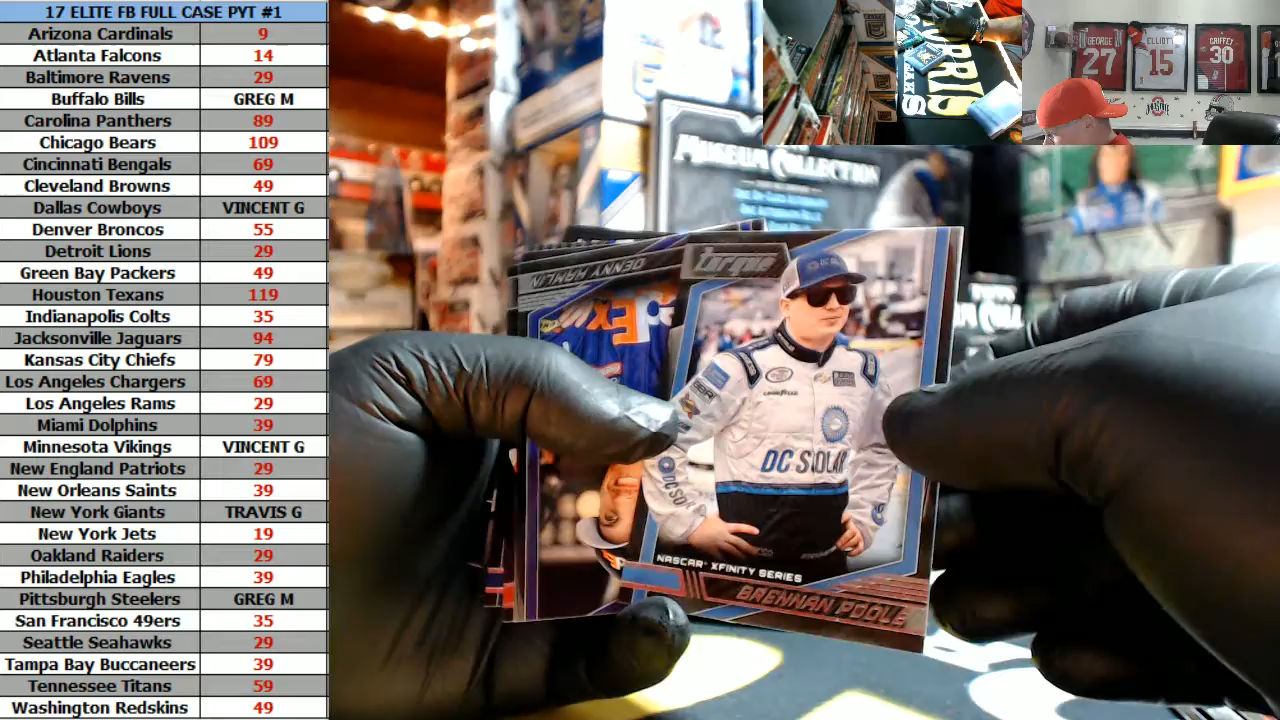 17 ELITE FB FULL CASE PYT #1
Arizona Cardinals 9
Atlanta Falcons 14
Baltimore Ravens 29
Buffalo Bills GREG M
Carolina Panthers 89
Chicago Bears 109
Cincinnati Bengals 69
Cleveland Browns 49
Dallas Cowboys VINCENT G
Denver Broncos 55
Detroit Lions 29
Green Bay Packers 49
Houston Texans 119
Indianapolis Colts 35
Jacksonville Jaguars 94
Kansas City Chiefs 79
Los Angeles Chargers 69
Los Angeles Rams 29
Miami Dolphins 39
Minnesota Vikings VINCENT G
New England Patriots 29
New Orleans Saints 39
New York Giants TRAVIS G
New York Jets 19
Oakland Raiders 29
Philadelphia Eagles 39
Pittsburgh Steelers GREG M
San Francisco 49ers 35
Seattle Seahawks 29
Tampa Bay Buccaneers 39
Tennessee Titans 59
Washington Redskins 49
GEORGE
27
ELLIOTT
15
GRIFFEY
30
MUSEUM COLLECTION
DENNY HAMLIN
Torque
FedEx
GOODYEAR
DC SOLAR
DC SOLAR
NASCAR XFINITY SERIES
BRENNAN POOLE